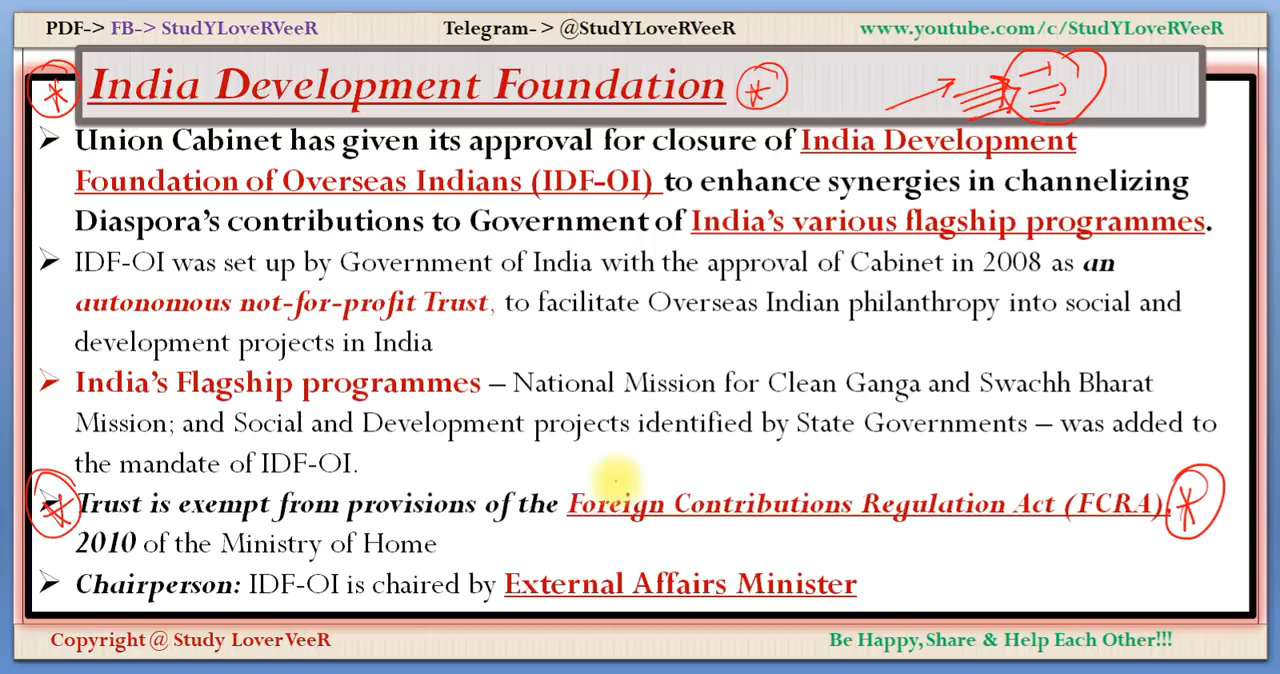 PDF-> FB-> StudYLoveRVeeR Telegram- > @StudYLoveRVeeR www.youtube.com/c/StudYLoveRVeeR
India Development Foundation
Union Cabinet has given its approval for closure of India Development
Foundation of Overseas Indians (IDF-OI) to enhance synergies in channelizing
Diaspora's contributions to Government of India's various flagship programmes.
IDF-OI was set up by Government of India with the approval of Cabinet in 2008 as an
autonomous not-for-profit Trust, to facilitate Overseas Indian philanthropy into social and
development projects in India
India's Flagship programmes – National Mission for Clean Ganga and Swachh Bharat
Mission; and Social and Development projects identified by State Governments – was added to
the mandate of IDF-OI.
Trust is exempt from provisions of the Foreign Contributions Regulation Act (FCRA),
2010 of the Ministry of Home
Chairperson: IDF-OI is chaired by External Affairs Minister
Copyright @ Study LoverVeeR Be Happy,Share & Help Each Other!!!